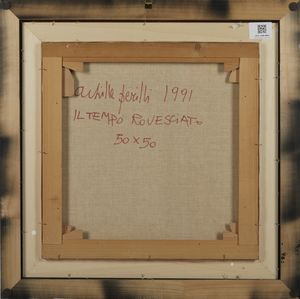 achille perilli 1991
IL TEMPO ROVESCIATO
50 x 50